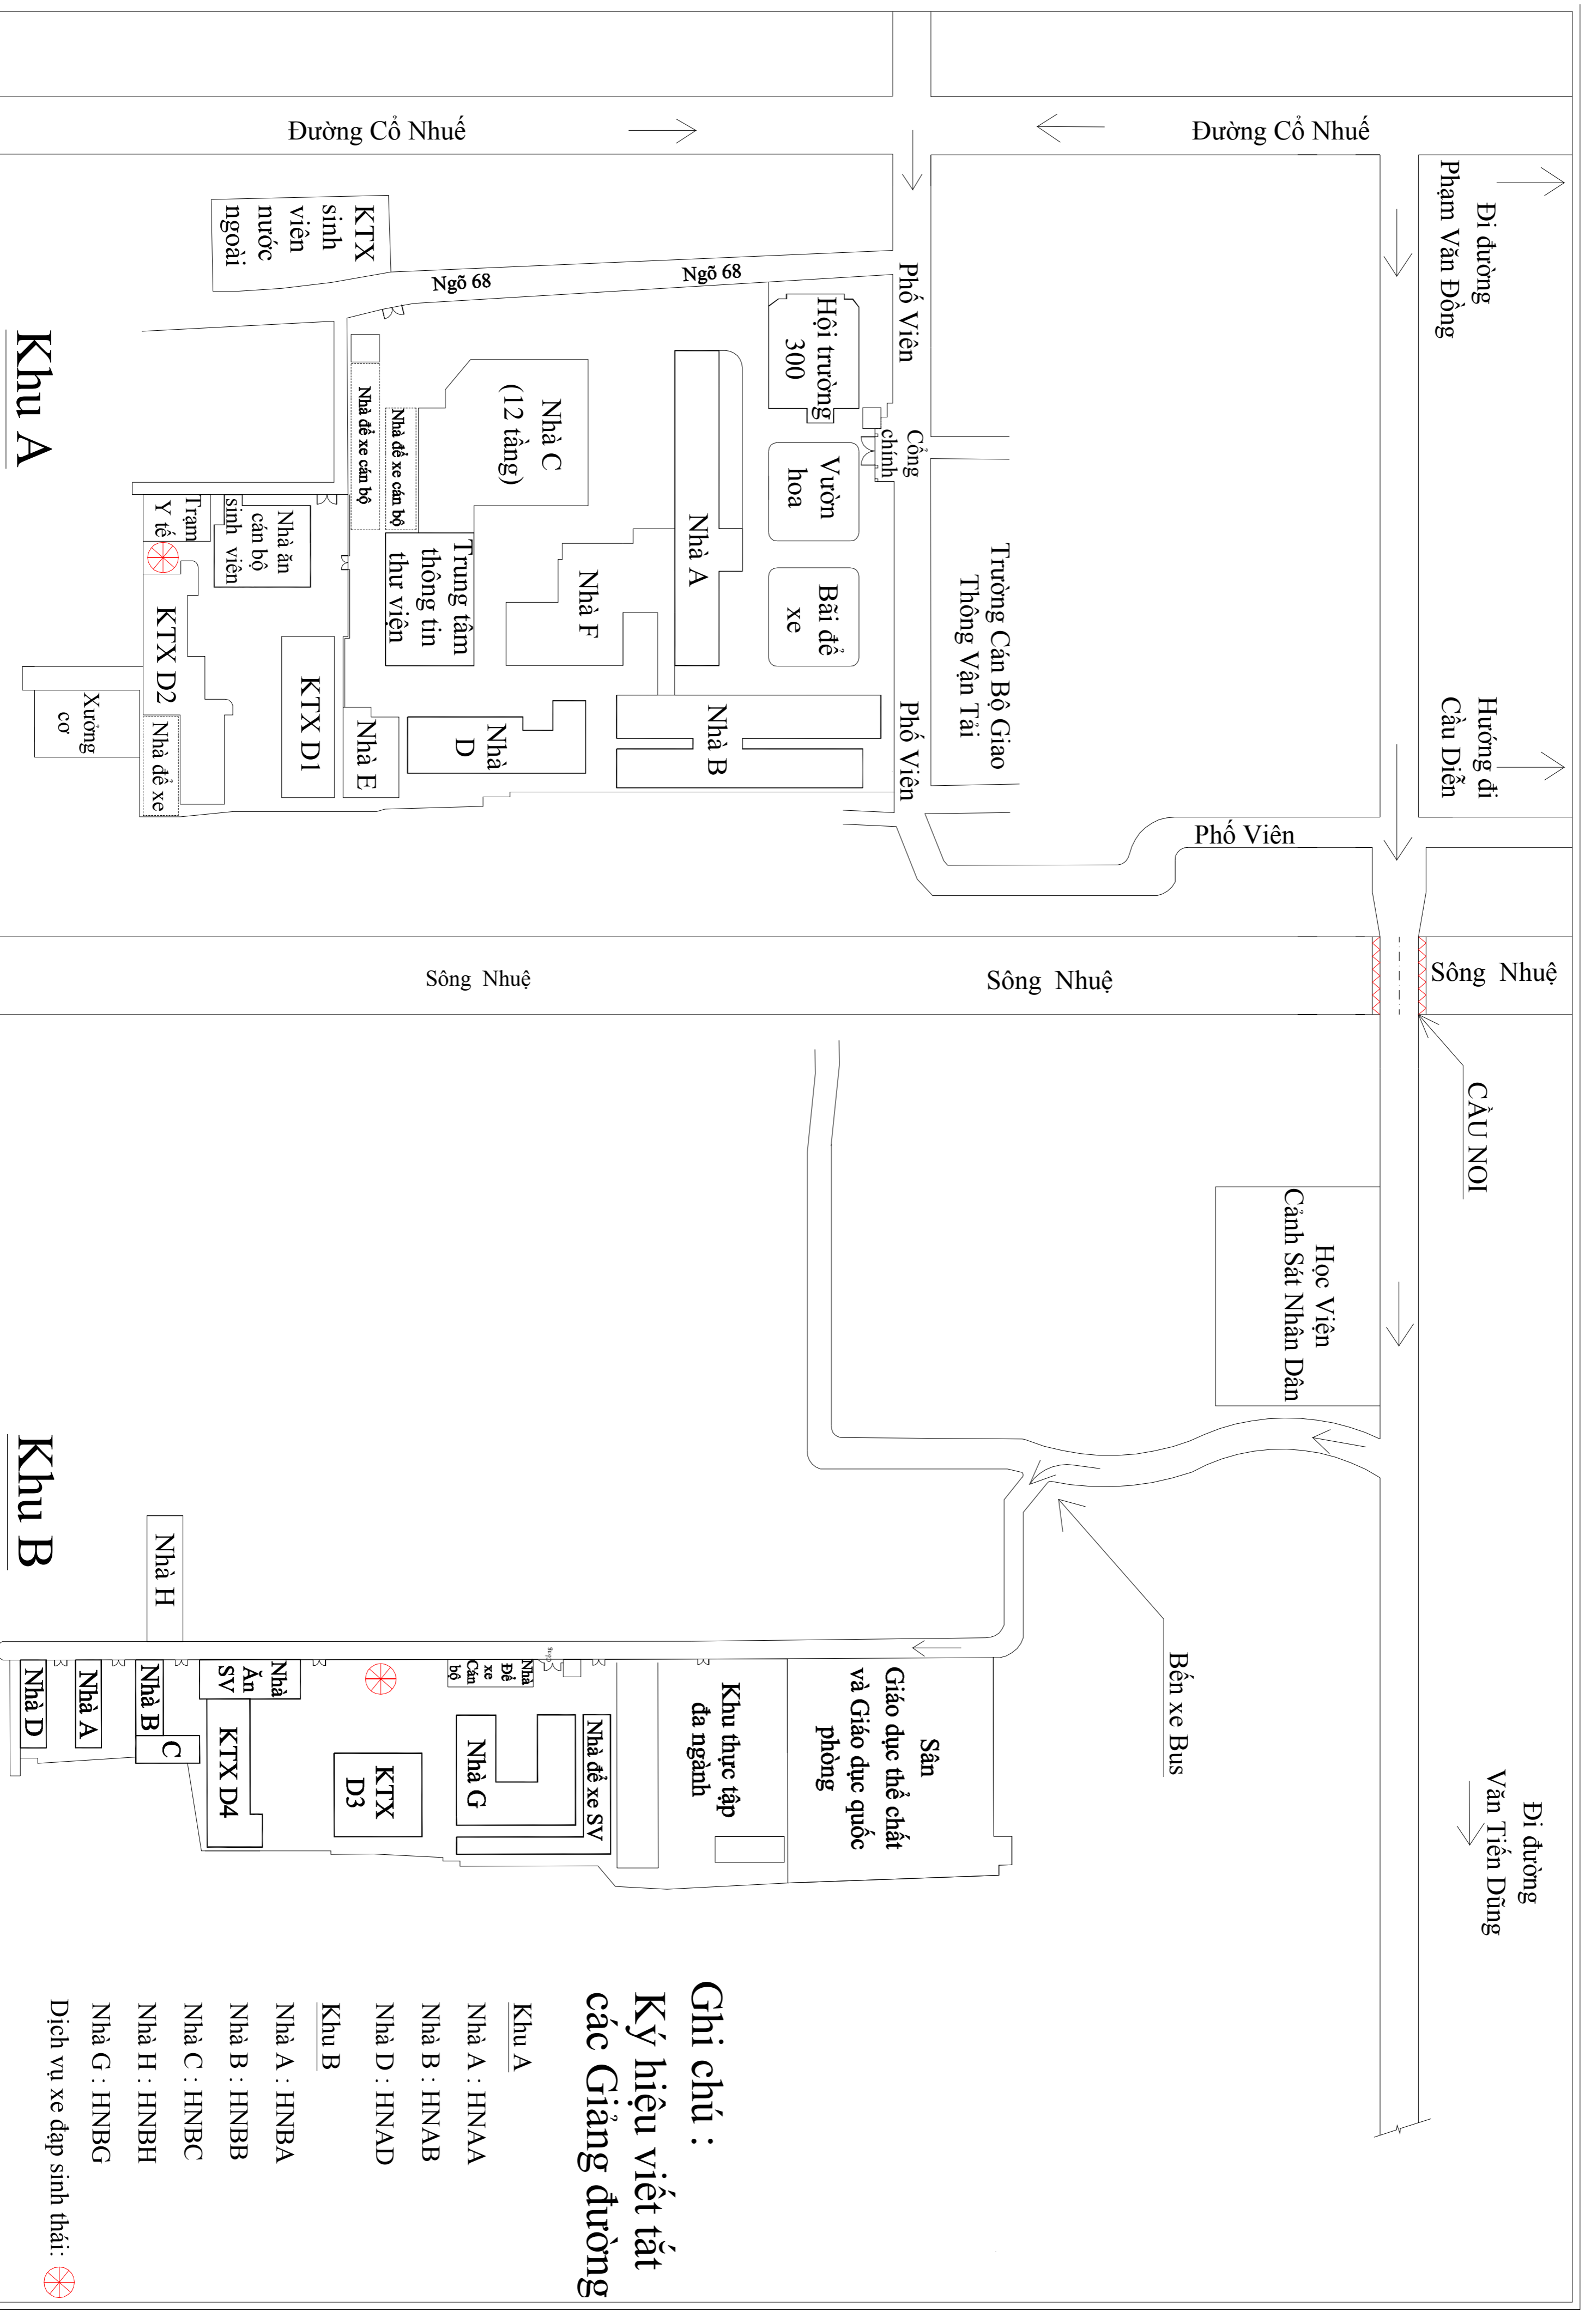 Đường Cổ Nhuế
Đường Cổ Nhuế
Đi đường
Phạm Văn Đồng
Hướng đi
Cầu Diễn
KTX
sinh
viên
nước
ngoài
Ngõ 68
Ngõ 68
Phố Viên
Hội trường
300
Cổng
chính
Vườn
hoa
Bãi để
xe
Trường Cán Bộ Giao
Thông Vận Tải
Phố Viên
Phố Viên
Nhà A
Nhà C
(12 tầng)
Nhà để xe cán bộ
Nhà để xe cán bộ
Nhà F
Trung tâm
thông tin
thư viện
Nhà B
Nhà
D
Nhà E
KTX D1
Nhà ăn
cán bộ
sinh viên
Trạm
Y tế
KTX D2
Nhà để xe
Xưởng
cơ
Khu A
Sông Nhuệ
Sông Nhuệ
Sông Nhuệ
CẦU NOI
Học Viện
Cảnh Sát Nhân Dân
Bến xe Bus
Đi đường
Văn Tiến Dũng
Sân
Giáo dục thể chất
và Giáo dục quốc
phòng
Khu thực tập
đa ngành
Nhà để xe SV
Nhà G
Cổng
Nhà
Để
xe
Cán
bộ
KTX
D3
Nhà
Ăn
SV
KTX D4
Nhà B
C
Nhà A
Nhà D
Nhà H
Khu B
Ghi chú :
Ký hiệu viết tắt
các Giảng đường
Khu A
Nhà A : HNAA
Nhà B : HNAB
Nhà D : HNAD
Khu B
Nhà A : HNBA
Nhà B : HNBB
Nhà C : HNBC
Nhà H : HNBH
Nhà G : HNBG
Dịch vụ xe đạp sinh thái: